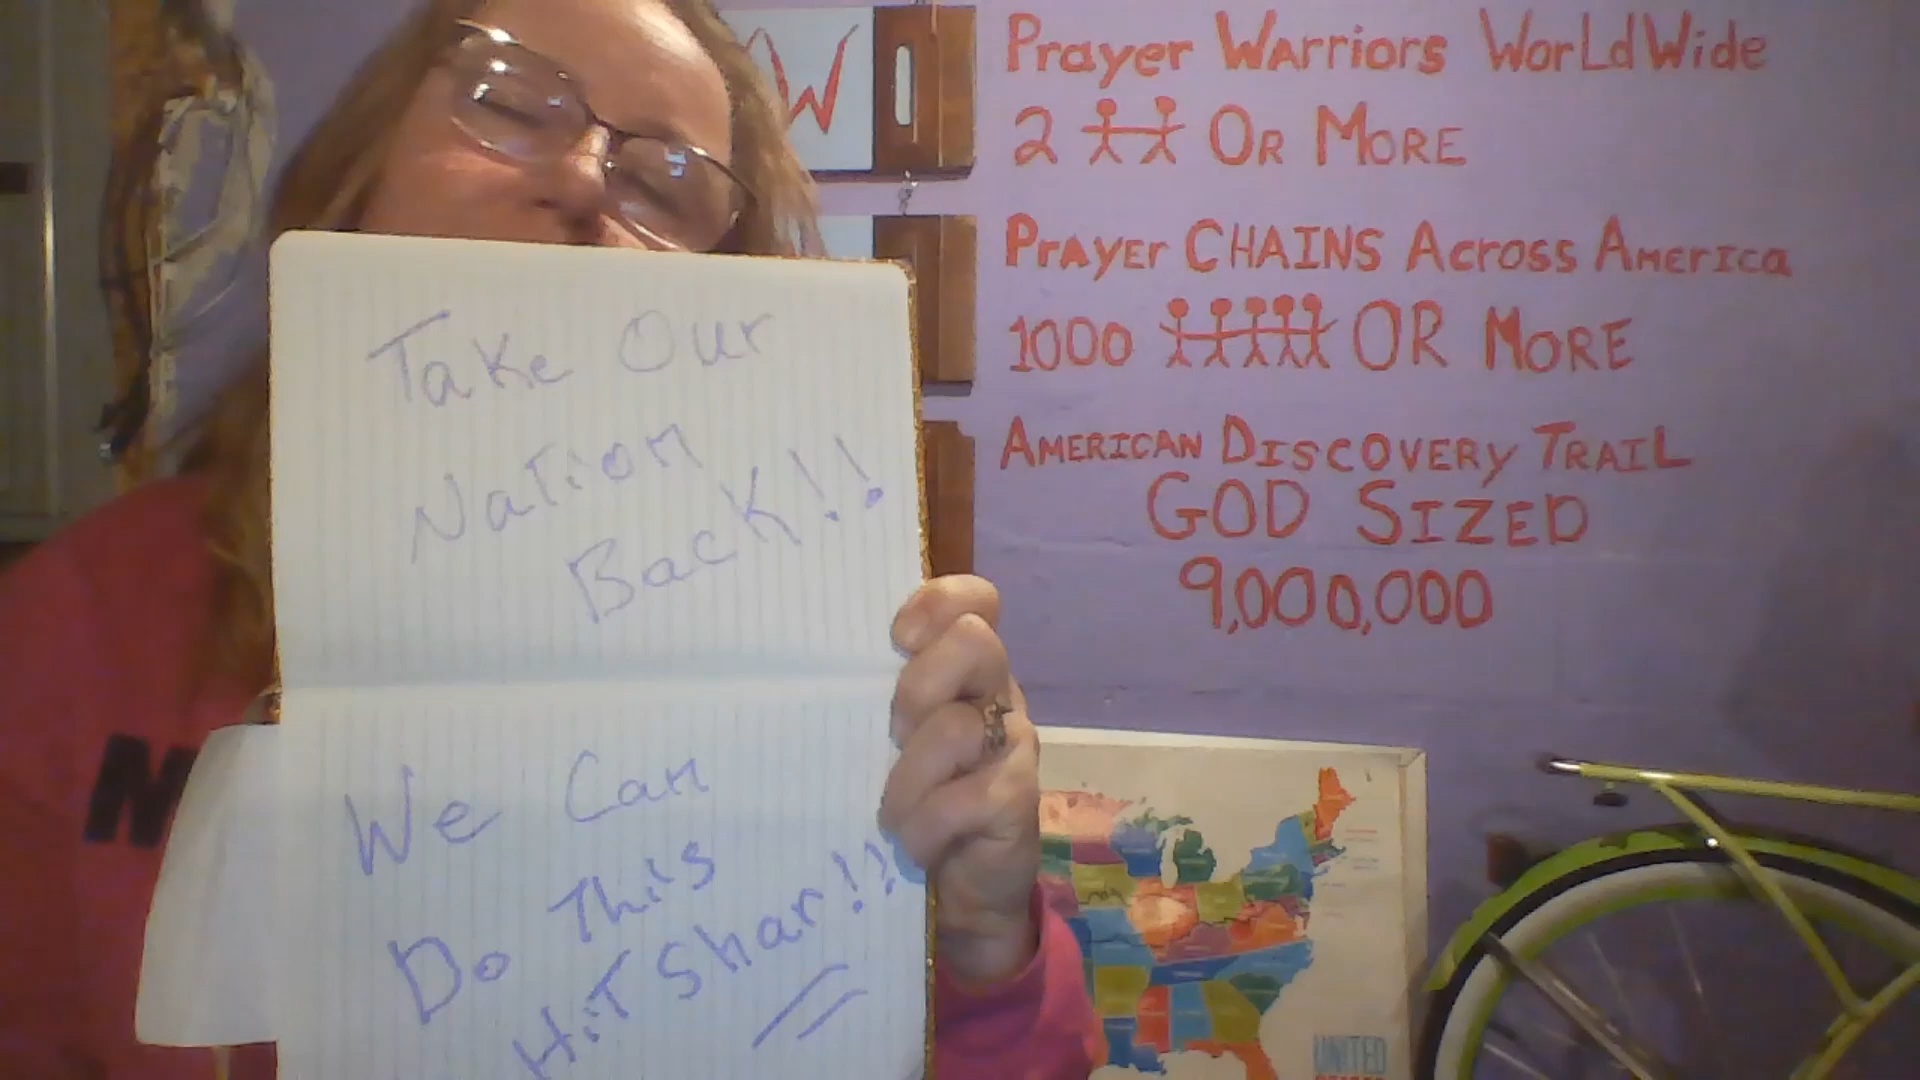 Take Our
Nation
Back!!
We Can
Do This
HiT Shar!!
M
W
Prayer Warriors WorLdWide
2 Or More
Prayer CHAINS Across America
1000 OR More
American Discovery Trail
GOD SIZED
9,000,000
UNITED